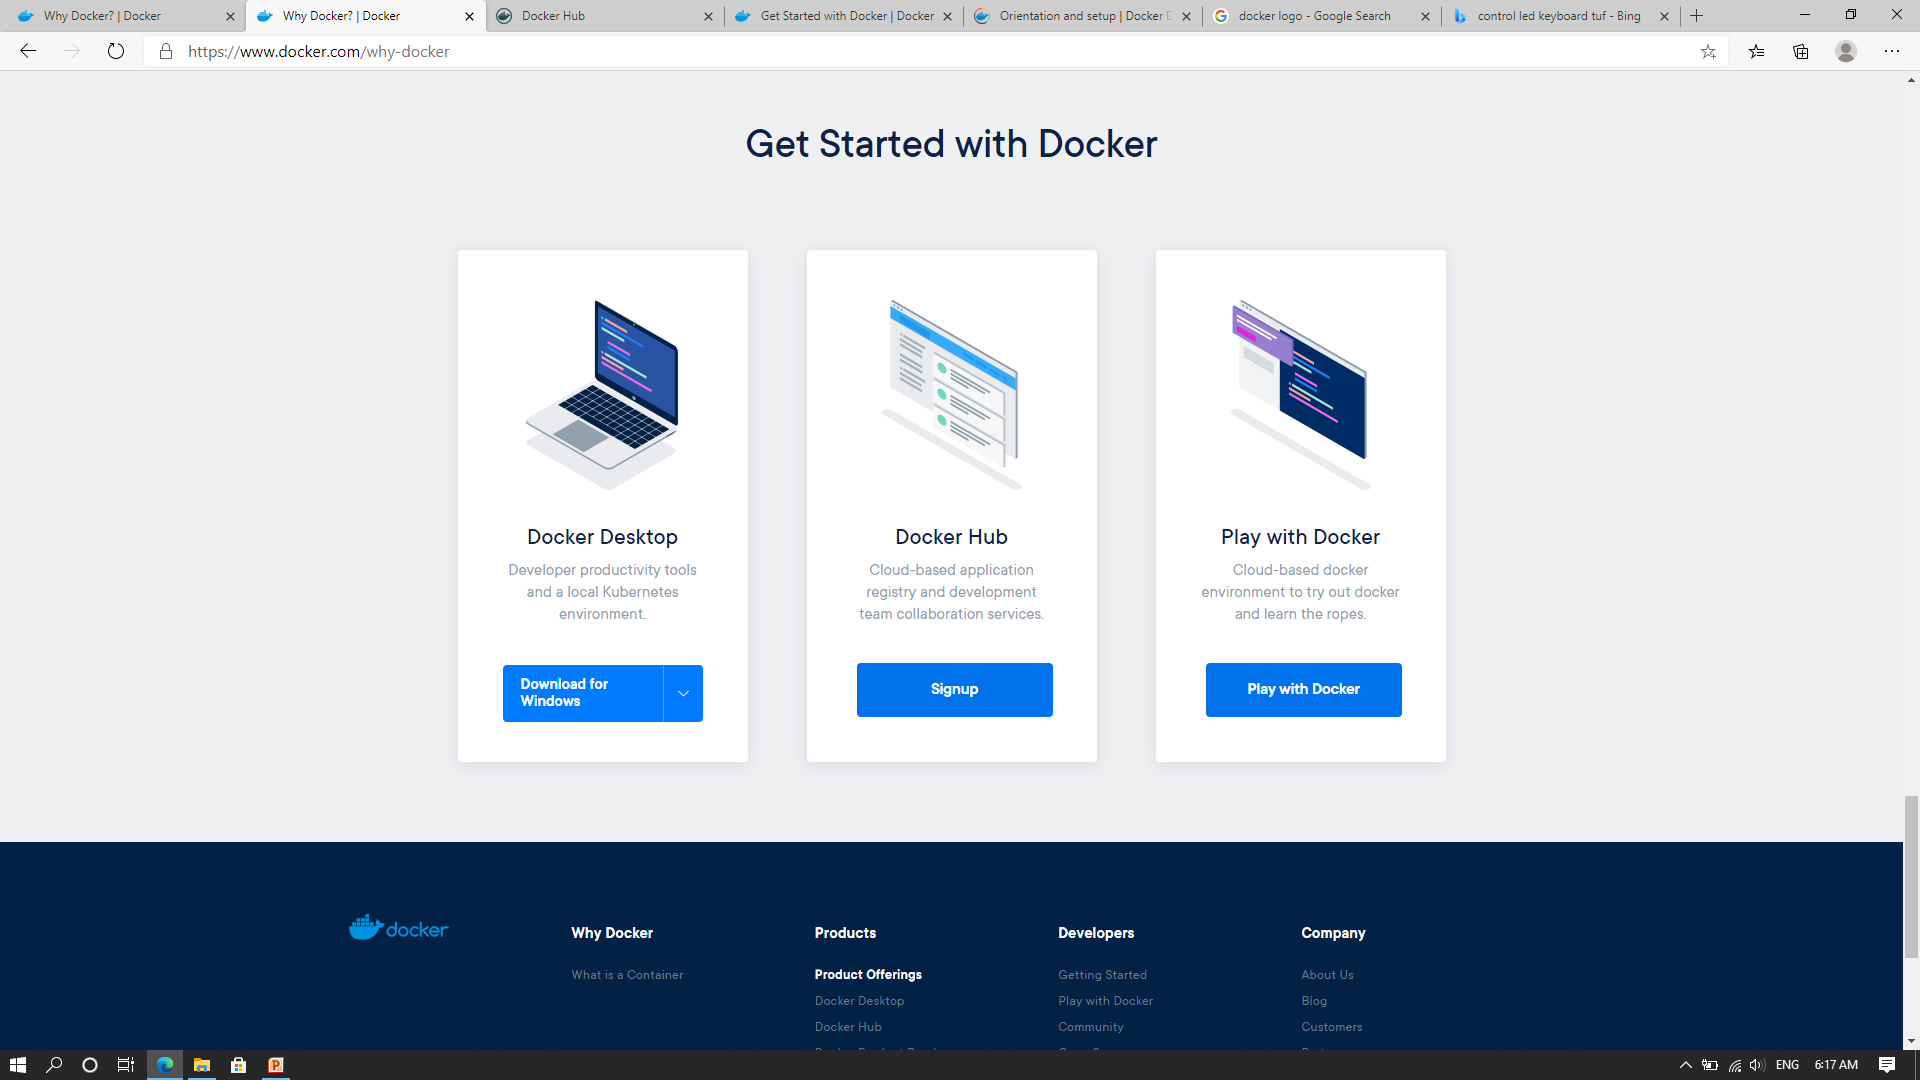 Why Docker? | Docker
Why Docker? | Docker
Docker Hub
Get Started with Docker | Docker
Orientation and setup | Docker D
docker logo - Google Search
control led keyboard tuf - Bing
https://www.docker.com/why-docker
Get Started with Docker
Docker Desktop
Developer productivity tools
and a local Kubernetes
environment.
Download for
Windows
Docker Hub
Cloud-based application
registry and development
team collaboration services.
Signup
Play with Docker
Cloud-based docker
environment to try out docker
and learn the ropes.
Play with Docker
docker
Why Docker
What is a Container
Products
Product Offerings
Docker Desktop
Docker Hub
Developers
Getting Started
Play with Docker
Community
Company
About Us
Blog
Customers
ENG
6:17 AM